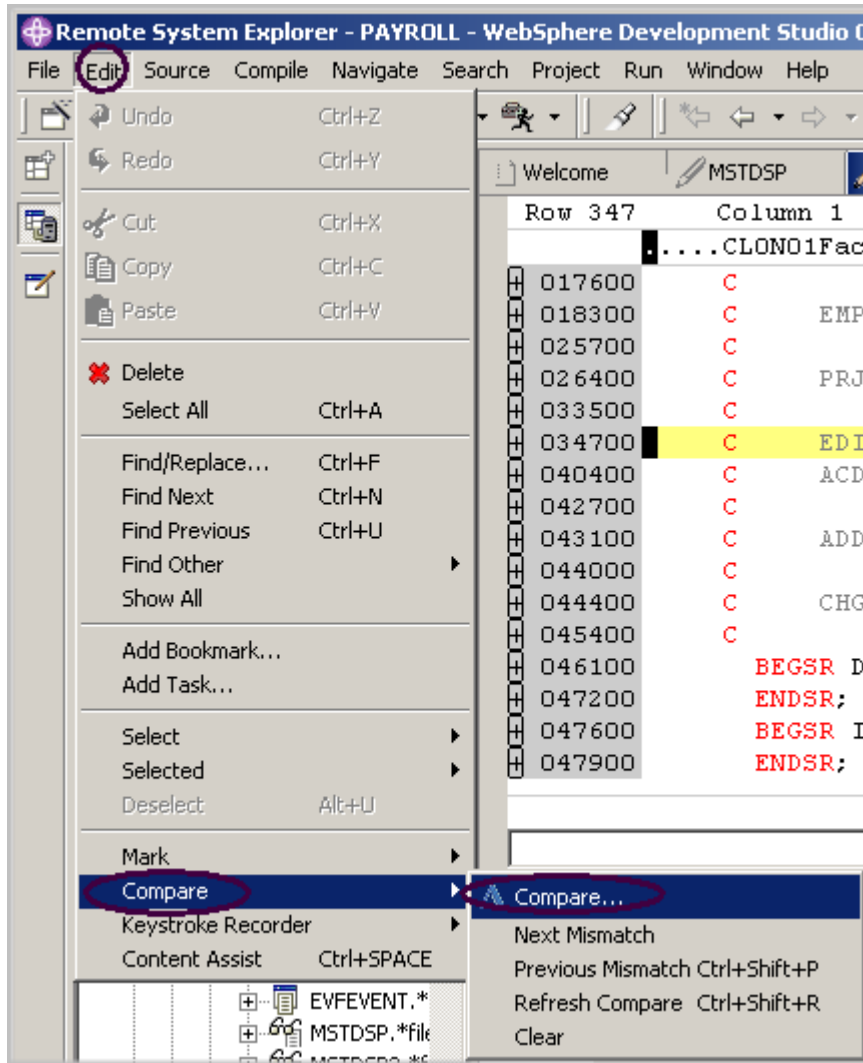 Remote System Explorer - PAYROLL - WebSphere Development Studio
File Edit Source Compile Navigate Search Project Run Window Help
Undo Ctrl+Z
Redo Ctrl+Y
Cut Ctrl+X
Copy Ctrl+C
Paste Ctrl+V
Delete
Select All Ctrl+A
Find/Replace... Ctrl+F
Find Next Ctrl+N
Find Previous Ctrl+U
Find Other
Show All
Add Bookmark...
Add Task...
Select
Selected
Deselect Alt+U
Mark
Compare
Keystroke Recorder
Content Assist Ctrl+SPACE
Compare...
Next Mismatch
Previous Mismatch Ctrl+Shift+P
Refresh Compare Ctrl+Shift+R
Clear
Welcome MSTDSP
Row 347 Column 1
.....CL0N01Fac
017600 C
018300 C EMP
025700 C
026400 C PRJ
033500 C
034700 C EDI
040400 C ACD
042700 C
043100 C ADD
044000 C
044400 C CHG
045400 C
046100 BEGSR D
047200 ENDSR;
047600 BEGSR I
047900 ENDSR;
EVFEVENT.*
MSTDSP.*file